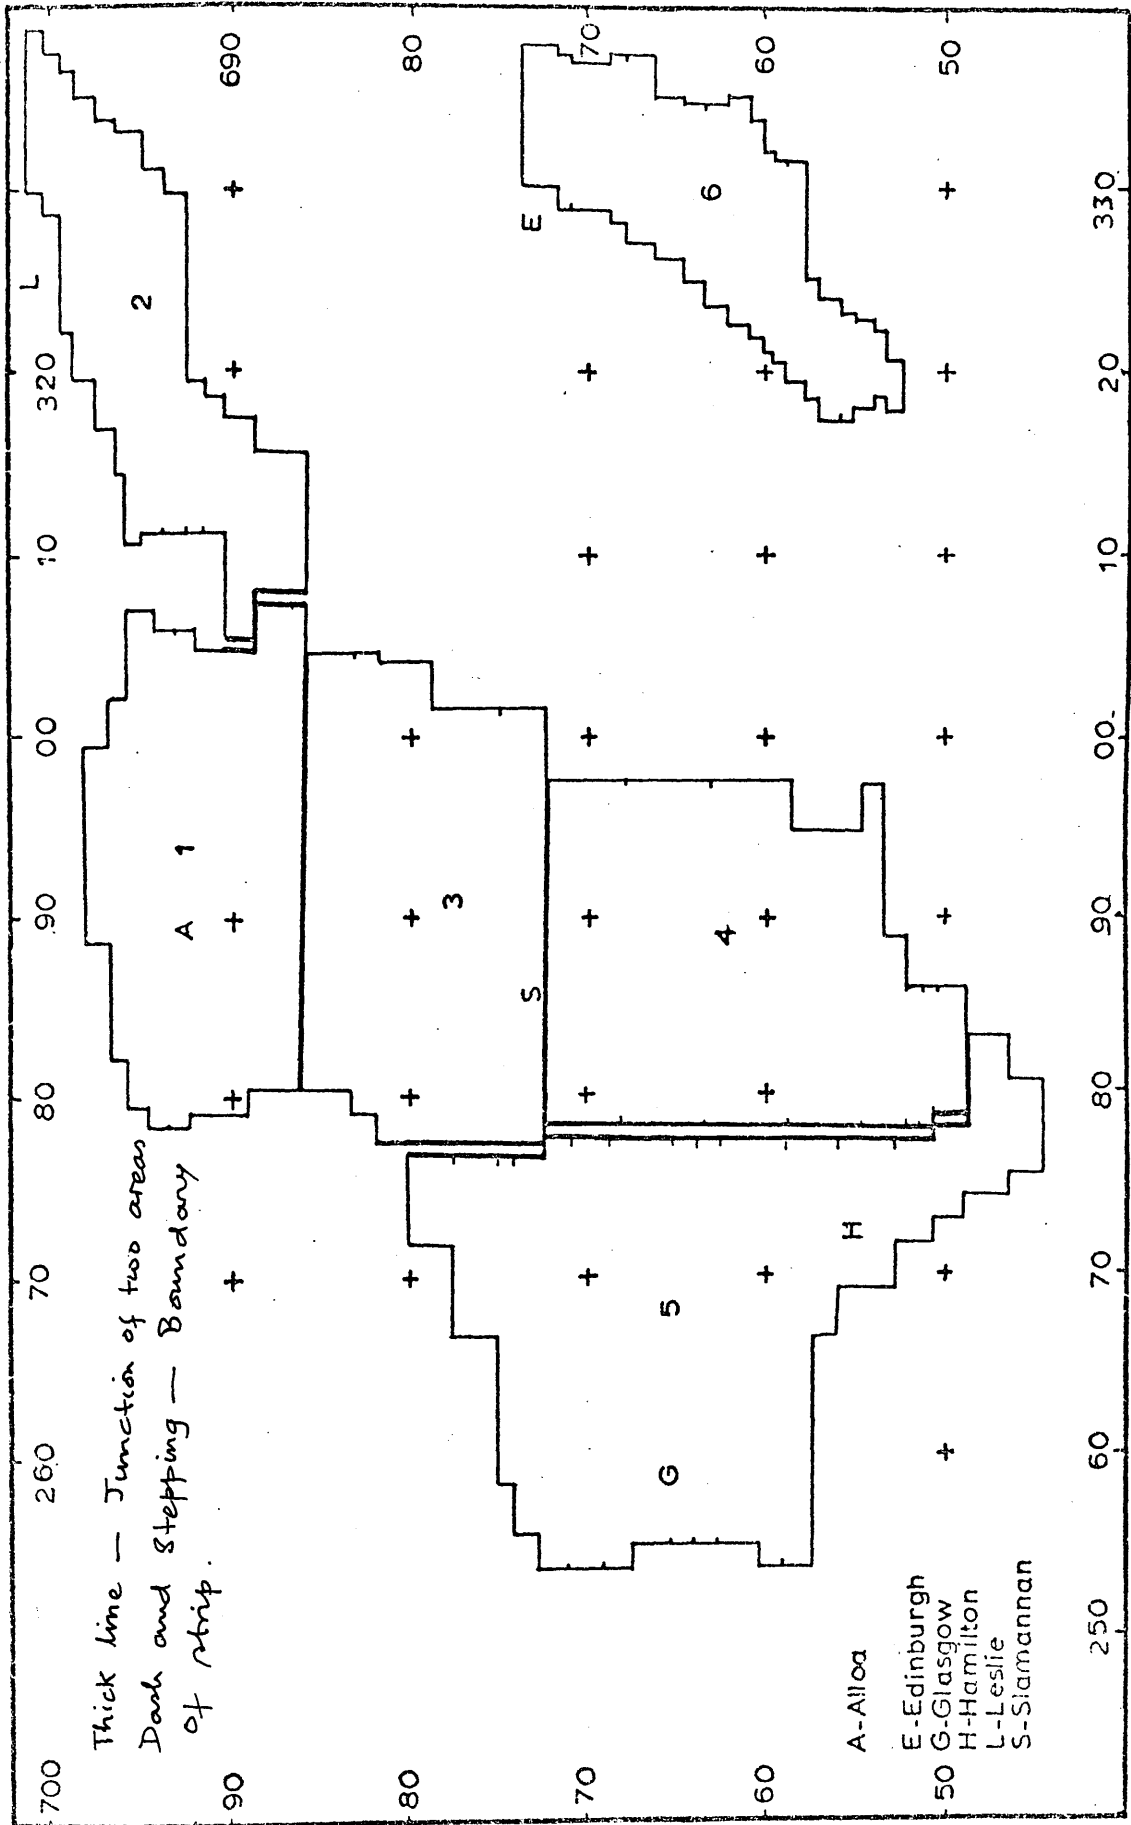 700
260
70
80
90
00
10
320
L
Thick line — Junction of two areas
Dash and Stepping — Boundary
of strip.
A
1
2
90
690
3
80
80
S
E
4
5
G
H
6
70
70
60
60
A-Alloa
E-Edinburgh
G-Glasgow
H-Hamilton
L-Leslie
S-Slamannan
50
50
250
60
70
80
90
00
10
20
330